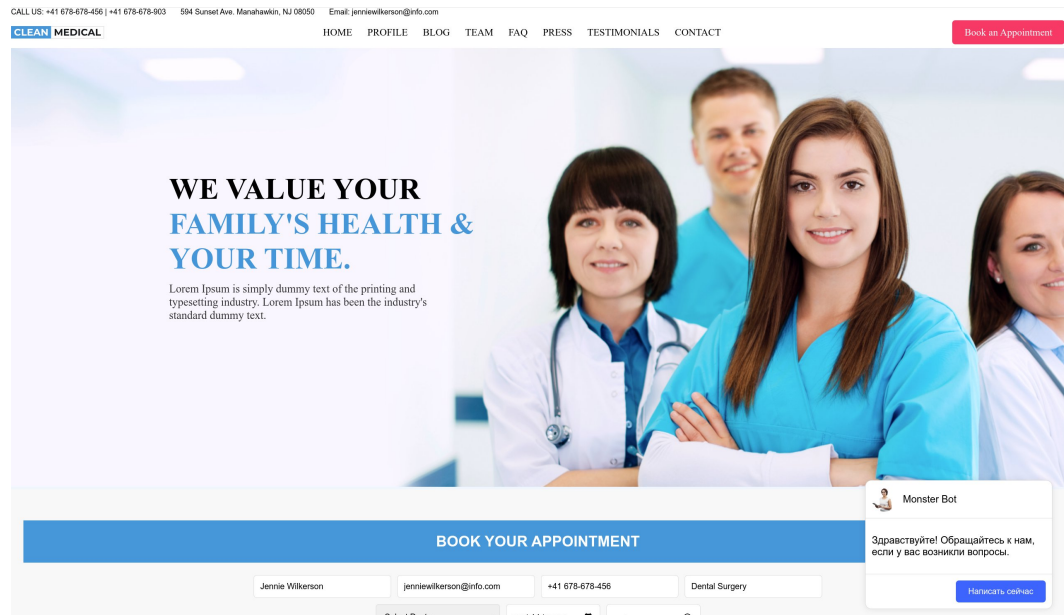 CALL US: +41 678-678-456 | +41 678-678-903 594 Sunset Ave. Manahawkin, NJ 08050 Email: jenniewilkerson@info.com
CLEAN MEDICAL
HOME PROFILE BLOG TEAM FAQ PRESS TESTIMONIALS CONTACT
Book an Appointment
WE VALUE YOUR
FAMILY'S HEALTH &
YOUR TIME.
Lorem Ipsum is simply dummy text of the printing and
typesetting industry. Lorem Ipsum has been the industry's
standard dummy text.
BOOK YOUR APPOINTMENT
Jennie Wilkerson jenniewilkerson@info.com +41 678-678-456 Dental Surgery
Monster Bot
Здравствуйте! Обращайтесь к нам,
если у вас возникли вопросы.
Написать сейчас